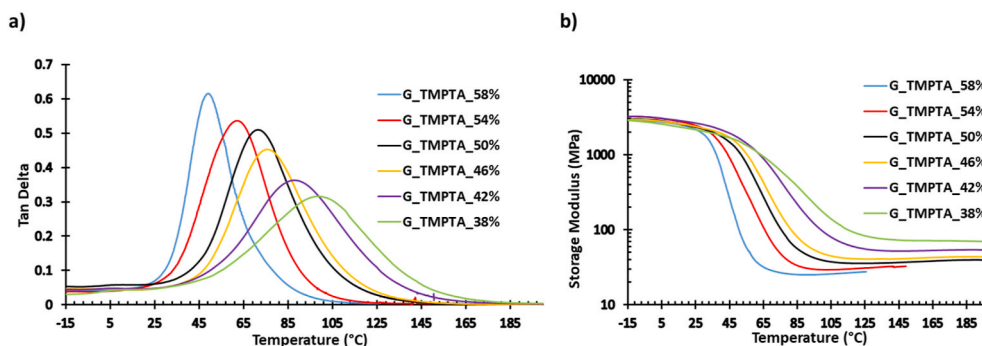 a)
Tan Delta
0.7
0.6
0.5
0.4
0.3
0.2
0.1
0
-15 5 25 45 65 85 105 125 145 165 185
Temperature (°C)
G_TMPTA_58%
G_TMPTA_54%
G_TMPTA_50%
G_TMPTA_46%
G_TMPTA_42%
G_TMPTA_38%
b)
Storage Modulus (MPa)
10000
1000
100
10
-15 5 25 45 65 85 105 125 145 165 185
Temperature (°C)
G_TMPTA_58%
G_TMPTA_54%
G_TMPTA_50%
G_TMPTA_46%
G_TMPTA_42%
G_TMPTA_38%